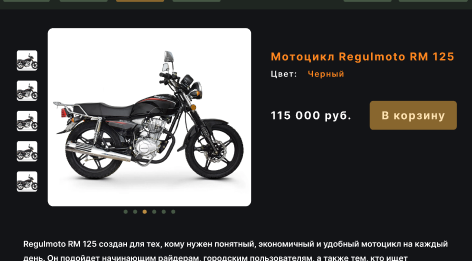 Мотоцикл Regulmoto RM 125
Цвет: Черный
115 000 руб.
В корзину
Regulmoto RM 125 создан для тех, кому нужен понятный, экономичный и удобный мотоцикл на каждый
день. Он подойдет начинающим райдерам, городским пользователям, а также тем, кто ищет